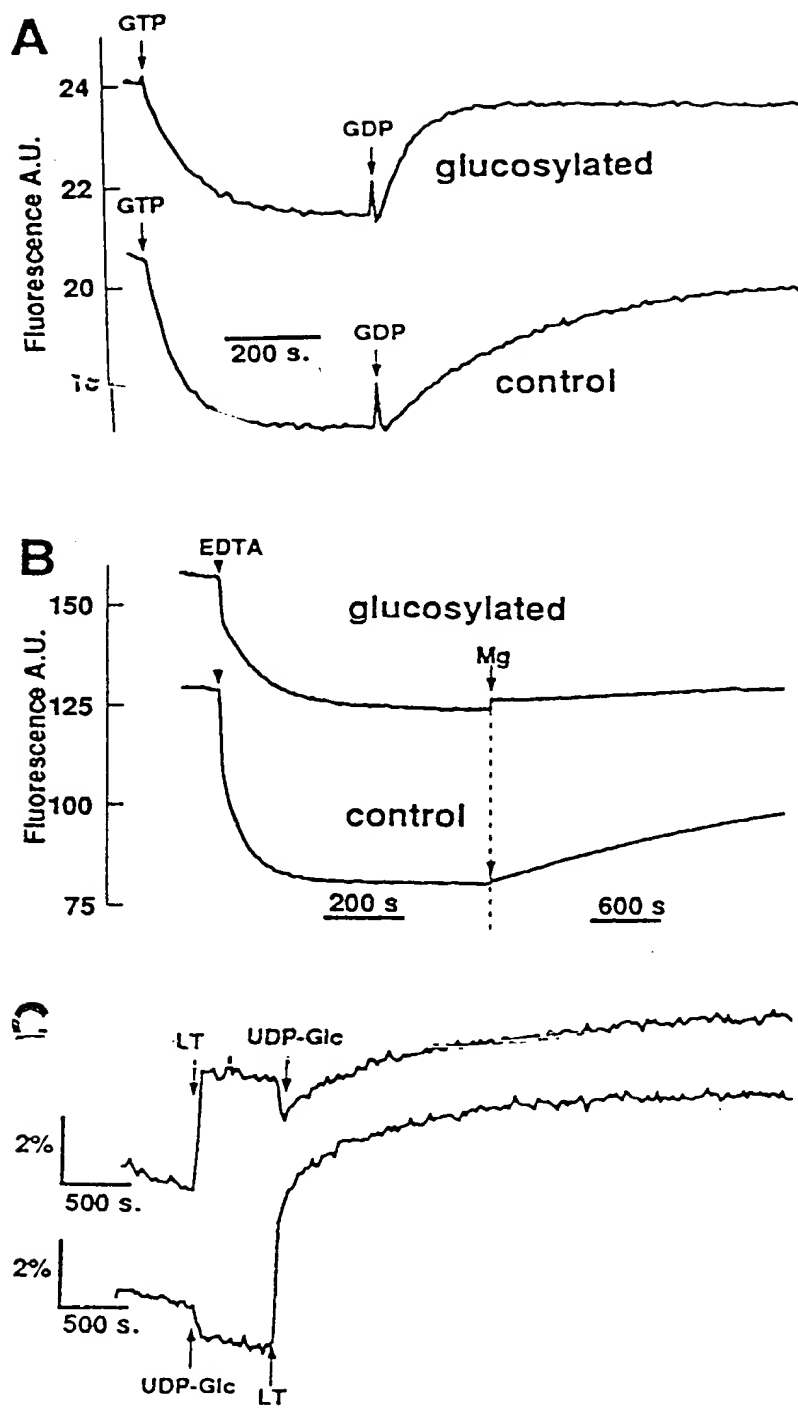 A
GTP
24
GDP
glucosylated
22
GTP
Fluorescence A.U.
20
200 s.
GDP
control
B
EDTA
150
glucosylated
Mg
125
Fluorescence A.U.
100
control
75
200 s
600 s
LT
UDP-Glc
2%
500 s.
2%
500 s.
UDP-Glc
LT